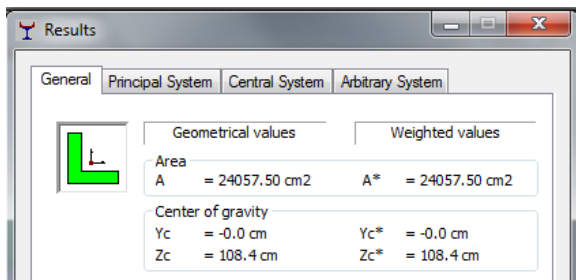 Results
General Principal System Central System Arbitrary System
Geometrical values Weighted values
Area
A = 24057.50 cm2 A* = 24057.50 cm2
Center of gravity
Yc = -0.0 cm Yc* = -0.0 cm
Zc = 108.4 cm Zc* = 108.4 cm